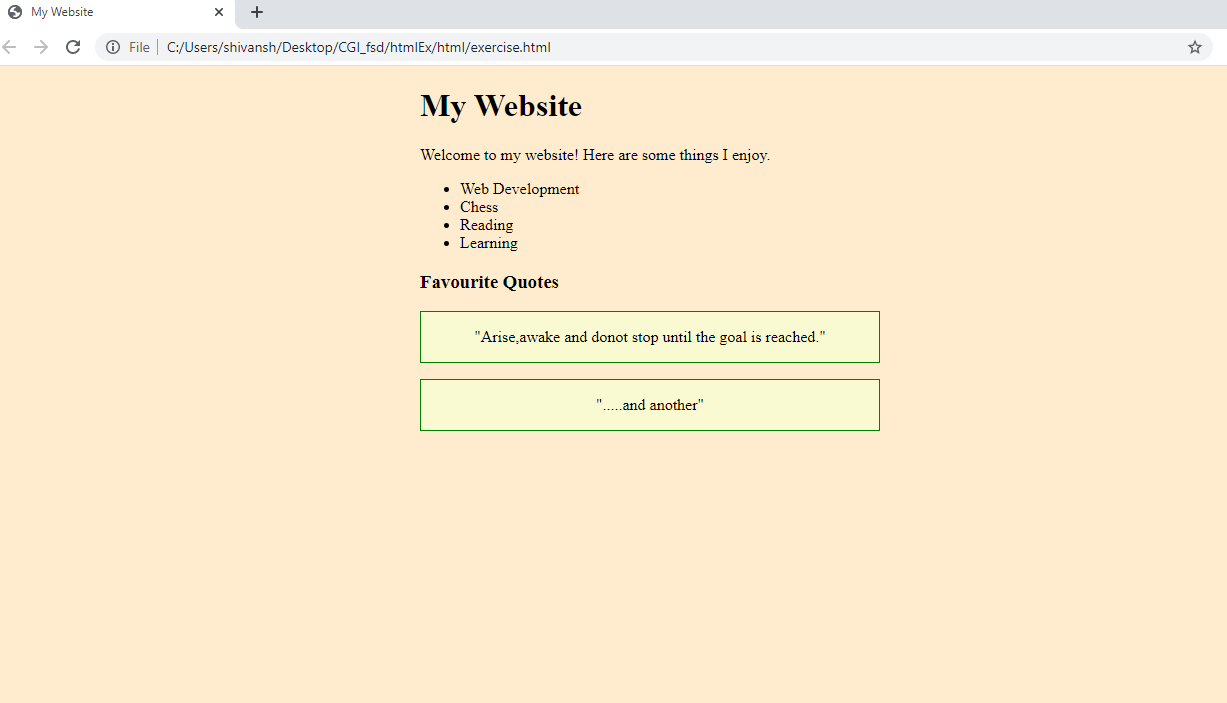 My Website
File
C:/Users/shivansh/Desktop/CGI_fsd/htmlEx/html/exercise.html
My Website
Welcome to my website! Here are some things I enjoy.
• Web Development
• Chess
• Reading
• Learning
Favourite Quotes
"Arise,awake and donot stop until the goal is reached."
".....and another"